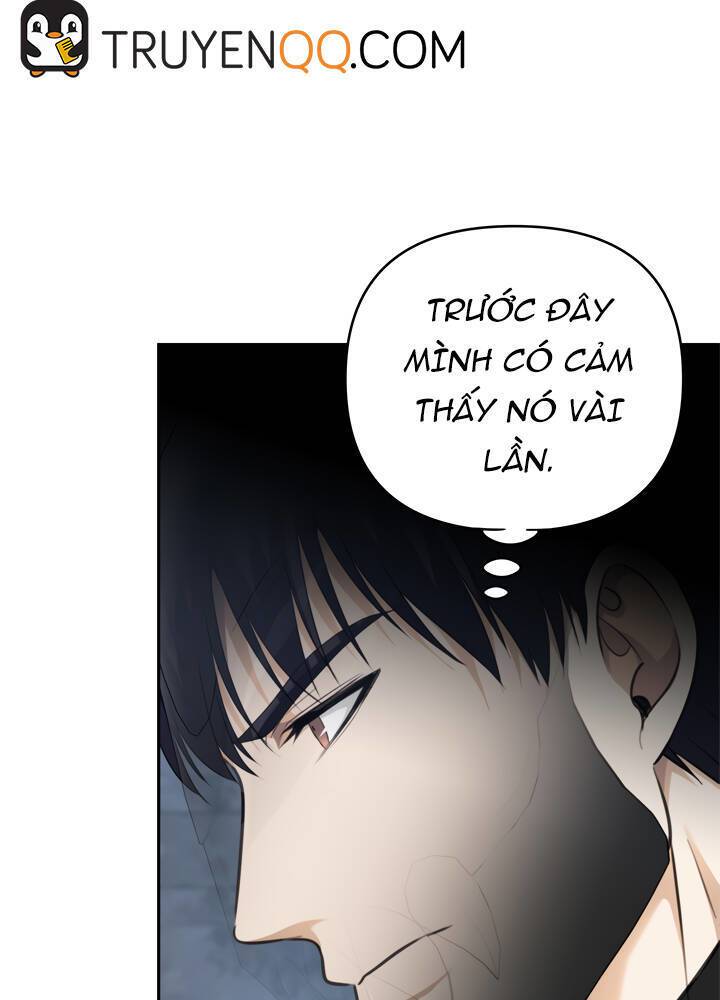 TRUYENQQ.COM
TRƯỚC ĐÂY
MÌNH CÓ CẢM
THẤY NÓ VÀI
LẦN.